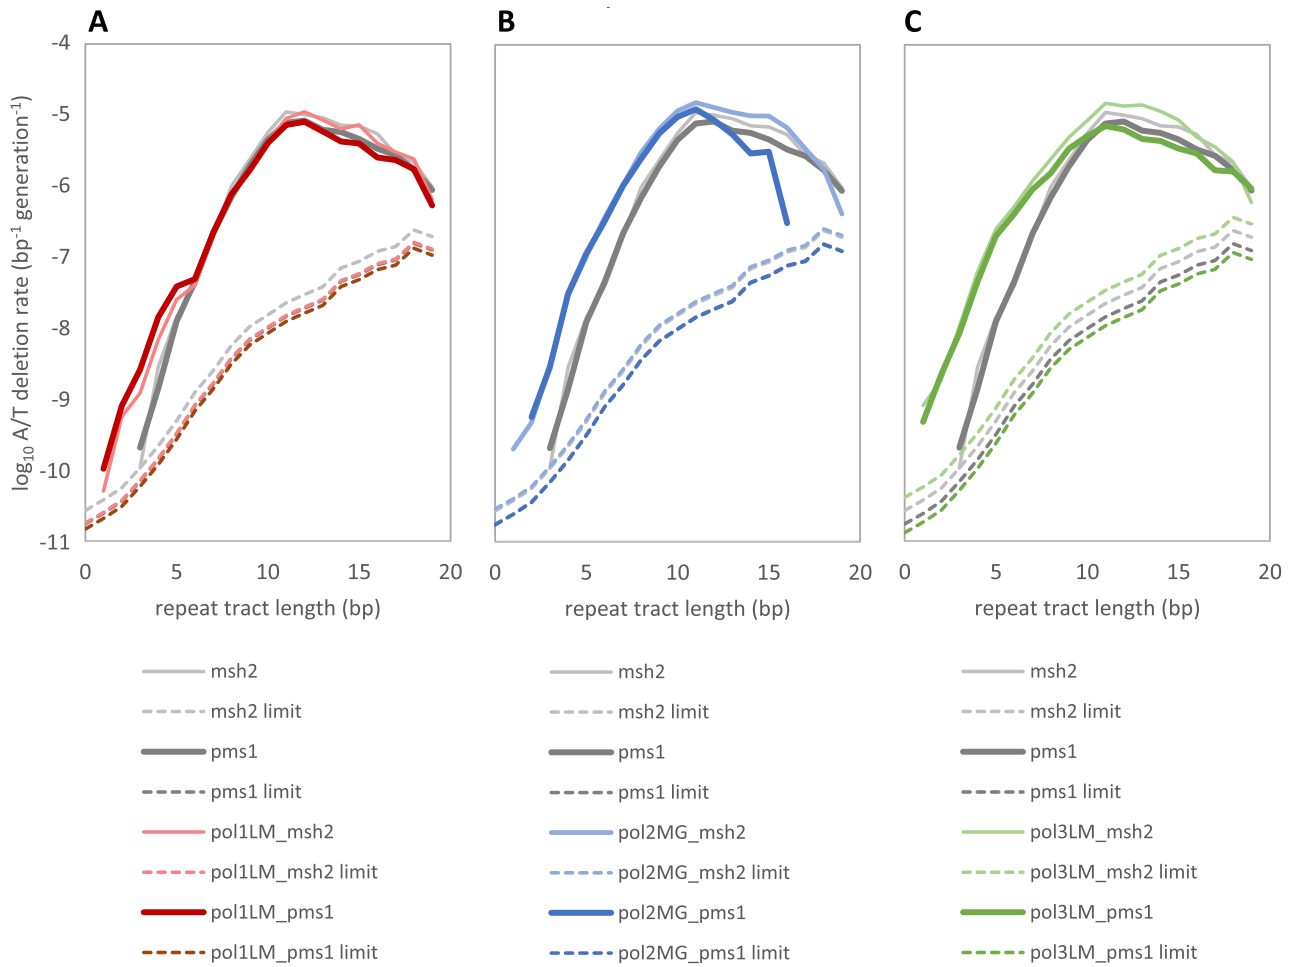 A B C
log10 A/T deletion rate (bp-1 generation-1)
-4
-5
-6
-7
-8
-9
-10
-11
0 5 10 15 20 0 5 10 15 20 0 5 10 15 20
repeat tract length (bp) repeat tract length (bp) repeat tract length (bp)
msh2
msh2 limit
pms1
pms1 limit
pol1LM_msh2
pol1LM_msh2 limit
pol1LM_pms1
pol1LM_pms1 limit
msh2
msh2 limit
pms1
pms1 limit
pol2MG_msh2
pol2MG_msh2 limit
pol2MG_pms1
pol2MG_pms1 limit
msh2
msh2 limit
pms1
pms1 limit
pol3LM_msh2
pol3LM_msh2 limit
pol3LM_pms1
pol3LM_pms1 limit